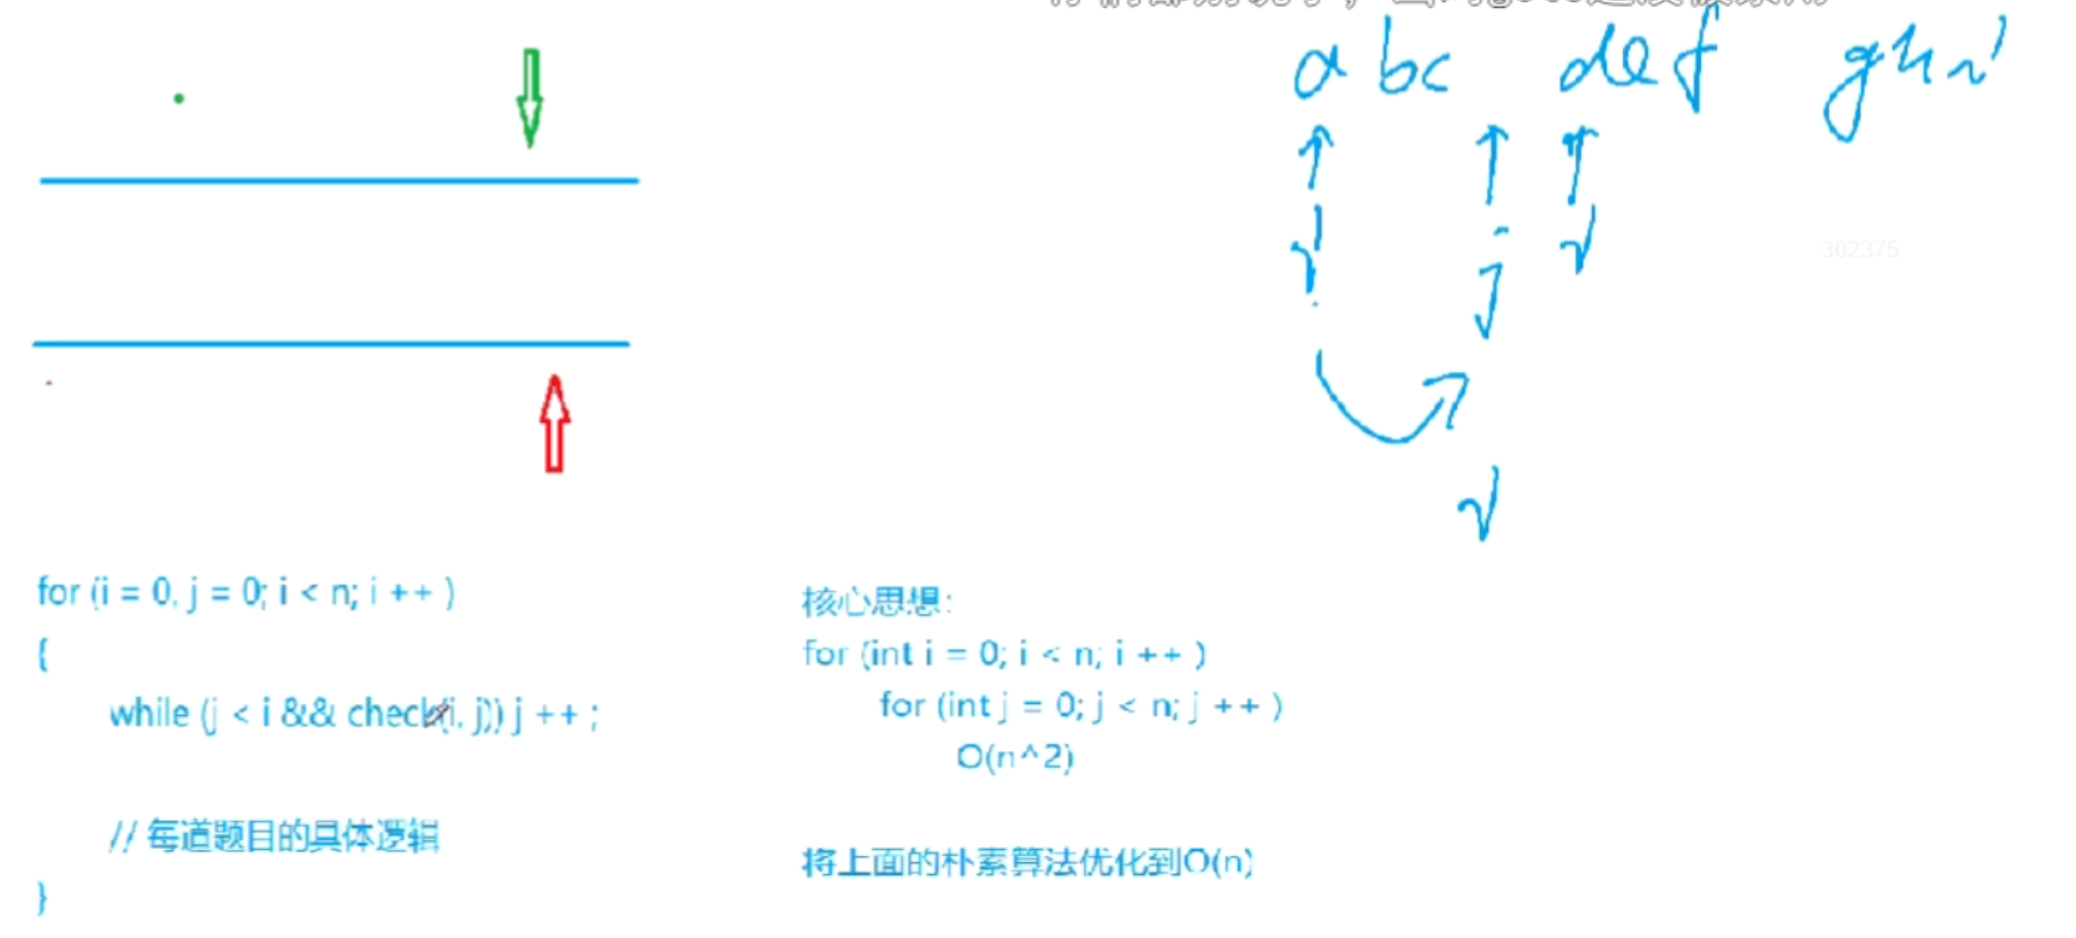 abc def ghi
i j i
i
302375
for (i = 0, j = 0; i < n; i ++ )
{
while (j < i && check(i, j)) j ++ ;
// 每道题目的具体逻辑
}
核心思想：
for (int i = 0; i < n; i ++ )
for (int j = 0; j < n; j ++ )
O(n^2)
将上面的朴素算法优化到O(n)